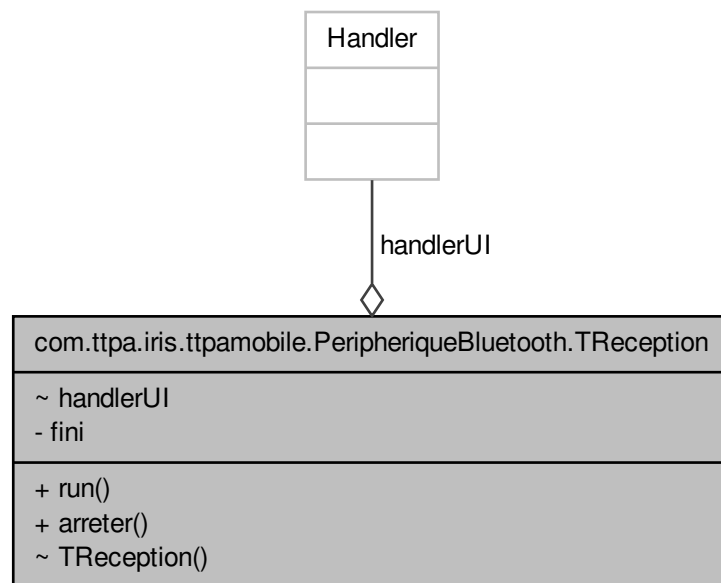 Handler
handlerUI
com.ttpa.iris.ttpamobile.PeripheriqueBluetooth.TReception
~ handlerUI
- fini
+ run()
+ arreter()
~ TReception()